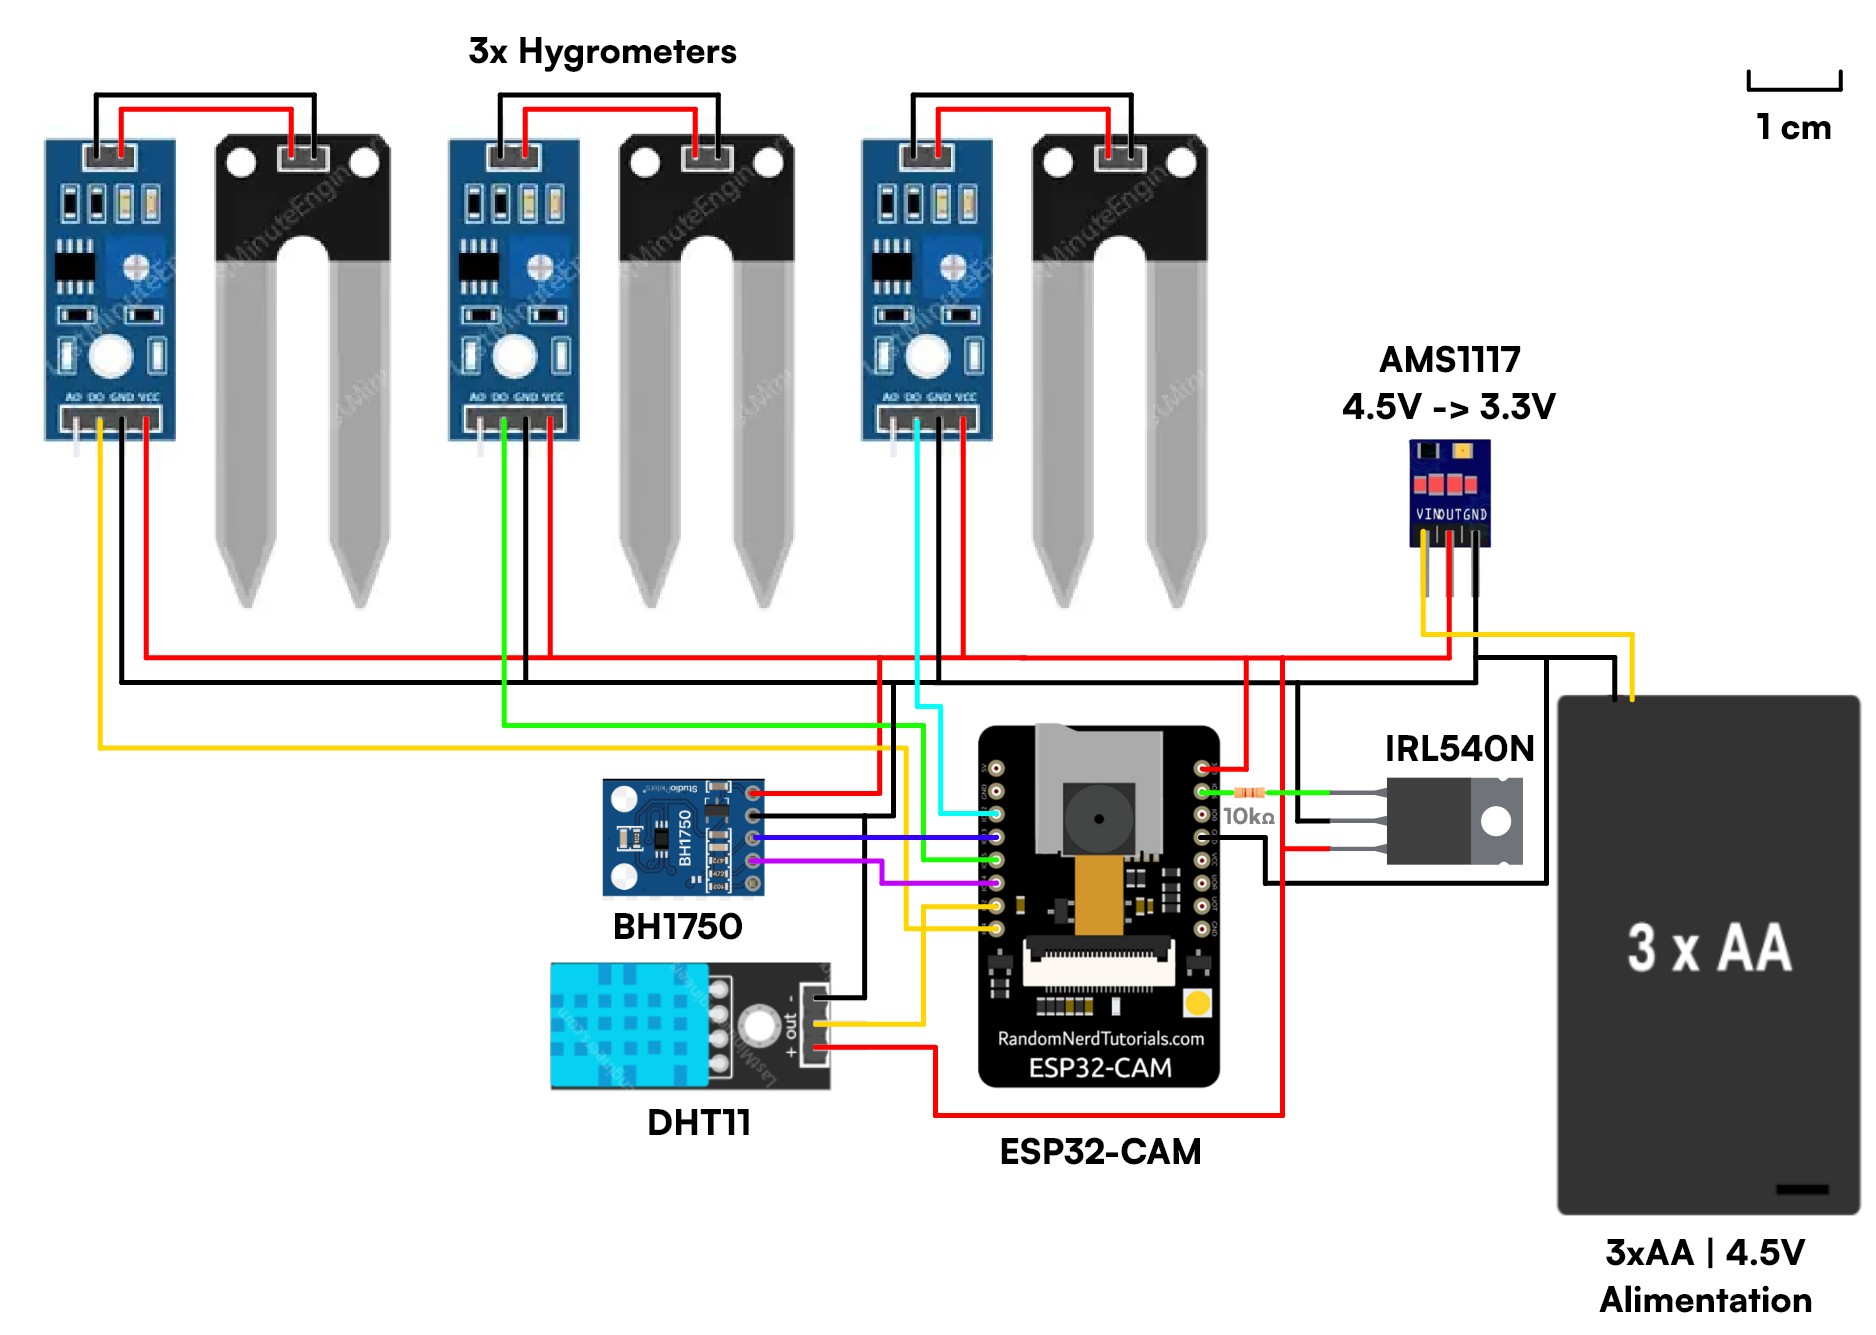 3x Hygrometers
1 cm
AO DO GND VCC
AO DO GND VCC
AO DO GND VCC
AMS1117
4.5V -> 3.3V
VIN OUT GND
IRL540N
10kΩ
BH1750
BH1750
- out +
DHT11
RandomNerdTutorials.com
ESP32-CAM
ESP32-CAM
3 x AA
3xAA | 4.5V
Alimentation